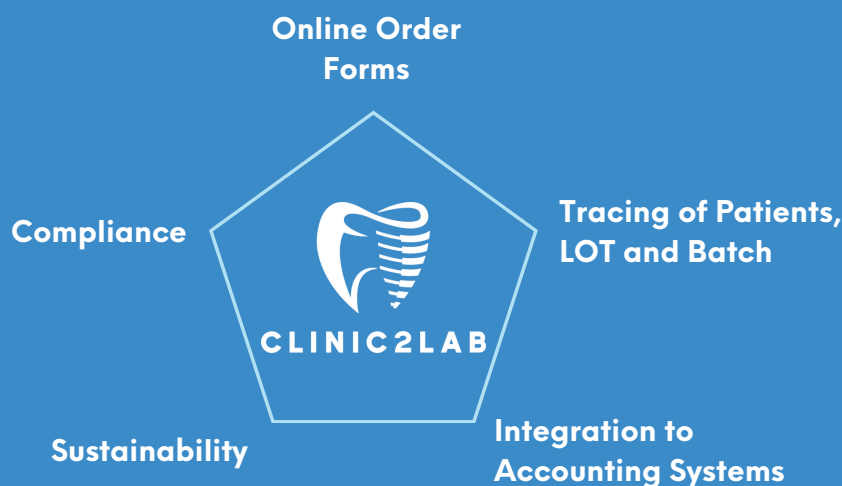 Online Order
Forms
Compliance
Tracing of Patients,
LOT and Batch
CLINIC2LAB
Sustainability
Integration to
Accounting Systems